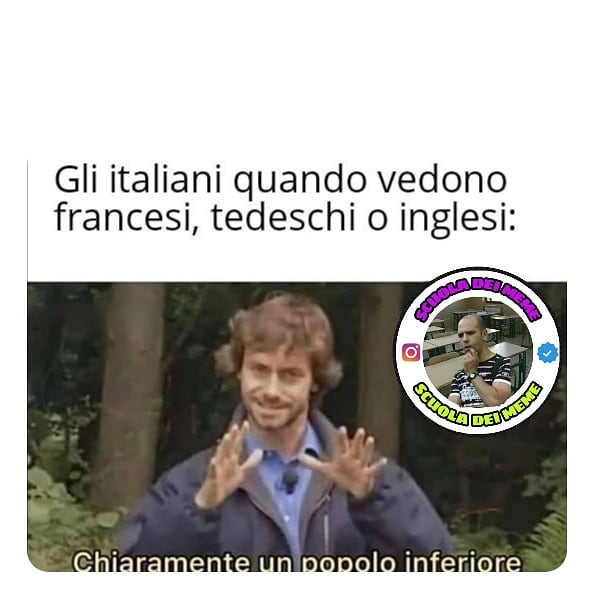 Gli italiani quando vedono
francesi, tedeschi o inglesi:
SCUOLA DEI MEME
SCUOLA DEI MEME
Chiaramente un popolo inferiore